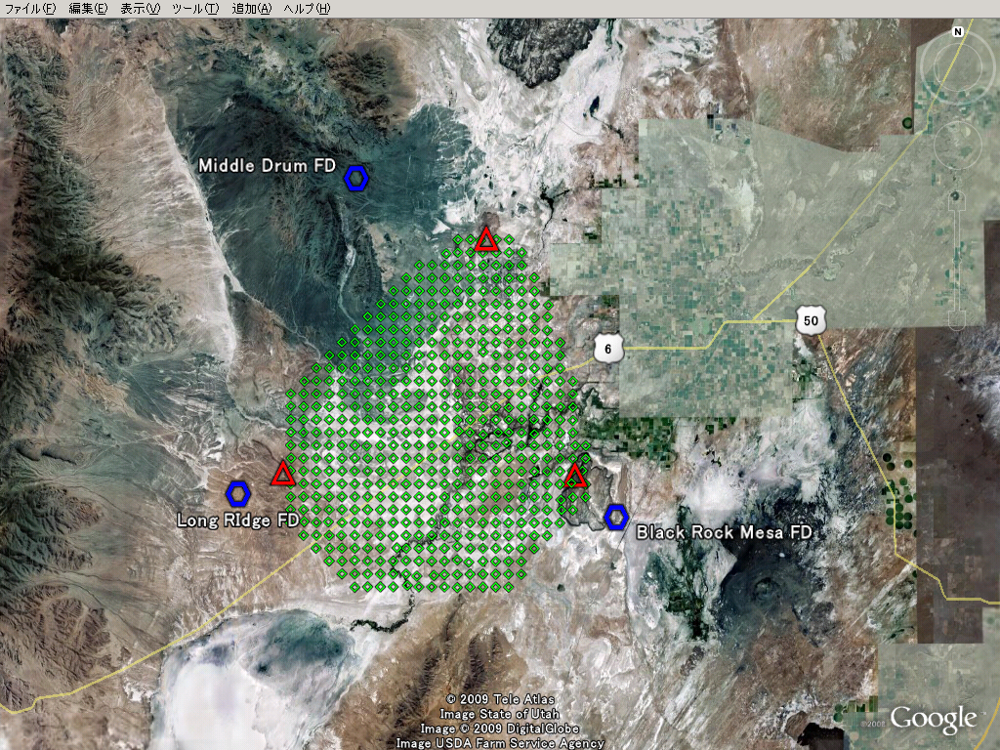 ファイル(F) 編集(E) 表示(V) ツール(T) 追加(A) ヘルプ(H)
N
Middle Drum FD
50
6
Long RIdge FD
Black Rock Mesa FD
© 2009 Tele Atlas
Image State of Utah
Image © 2009 DigitalGlobe
Image USDA Farm Service Agency
©2008 Google™